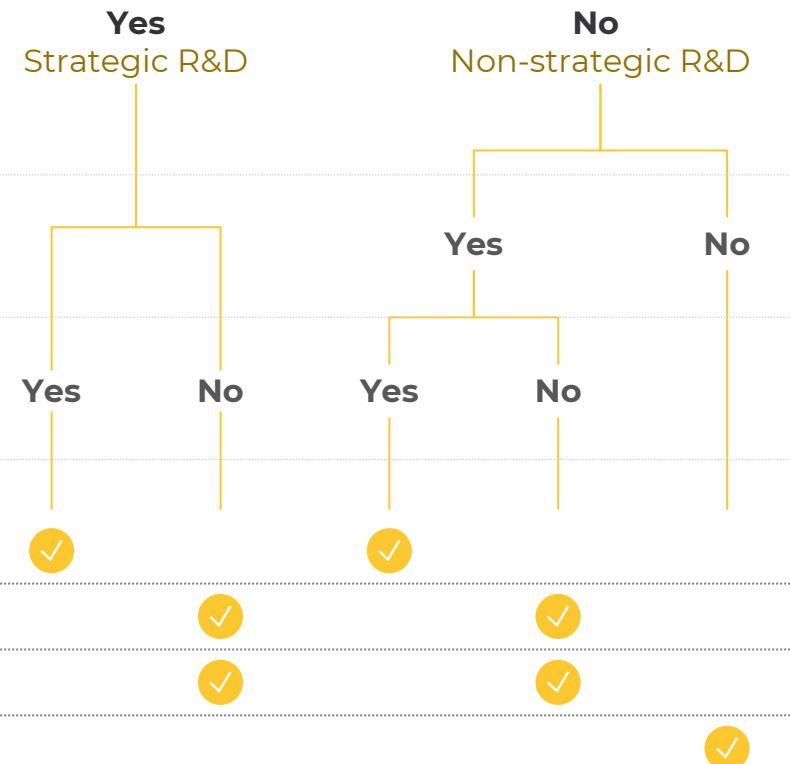 Yes No
Strategic R&D Non-strategic R&D
Yes No
Yes No Yes No